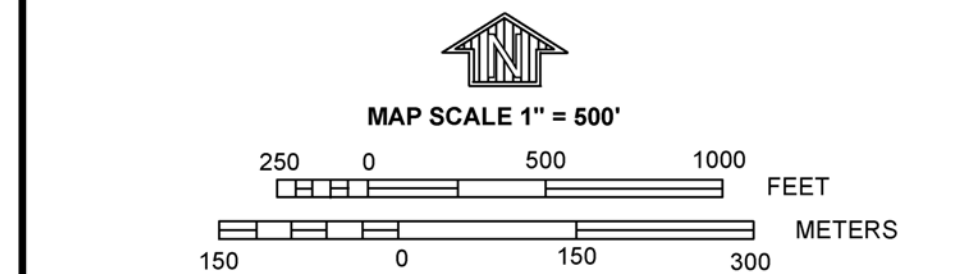 N
MAP SCALE 1" = 500'
250 0 500 1000
FEET
METERS
150 0 150 300